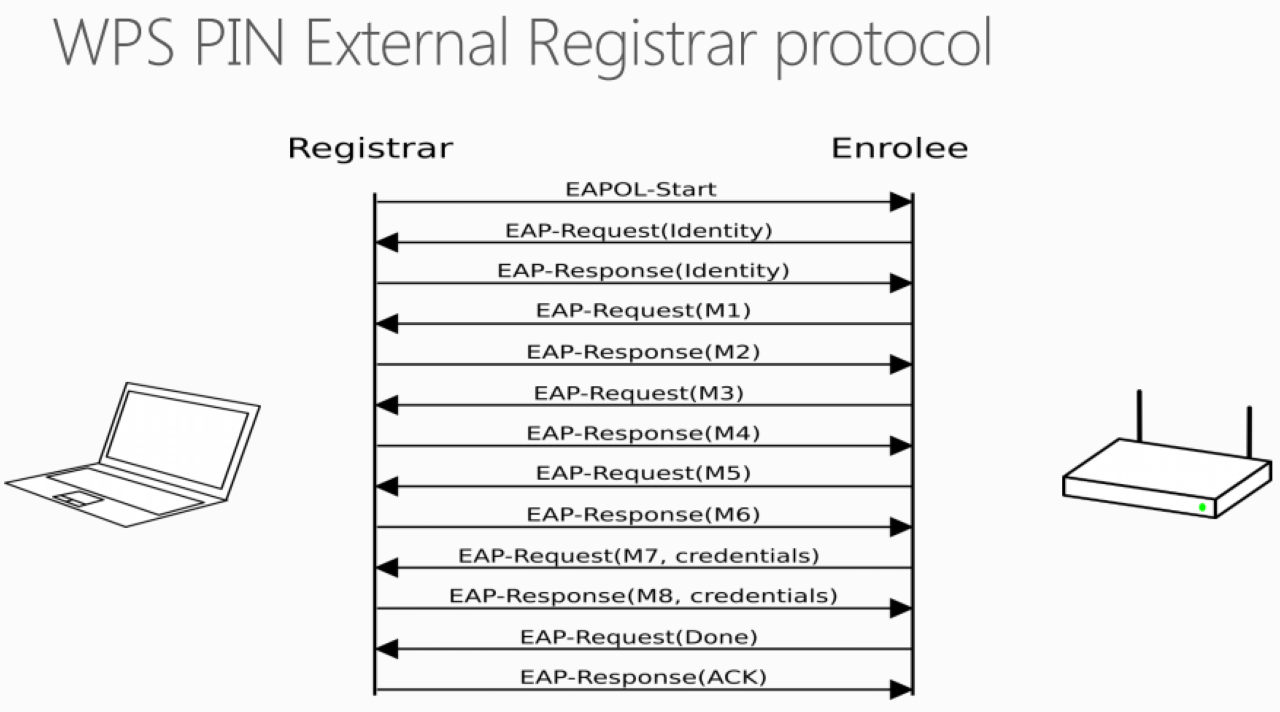 WPS PIN External Registrar protocol
Registrar
Enrolee
EAPOL-Start
EAP-Request(Identity)
EAP-Response(Identity)
EAP-Request(M1)
EAP-Response(M2)
EAP-Request(M3)
EAP-Response(M4)
EAP-Request(M5)
EAP-Response(M6)
EAP-Request(M7, credentials)
EAP-Response(M8, credentials)
EAP-Request(Done)
EAP-Response(ACK)